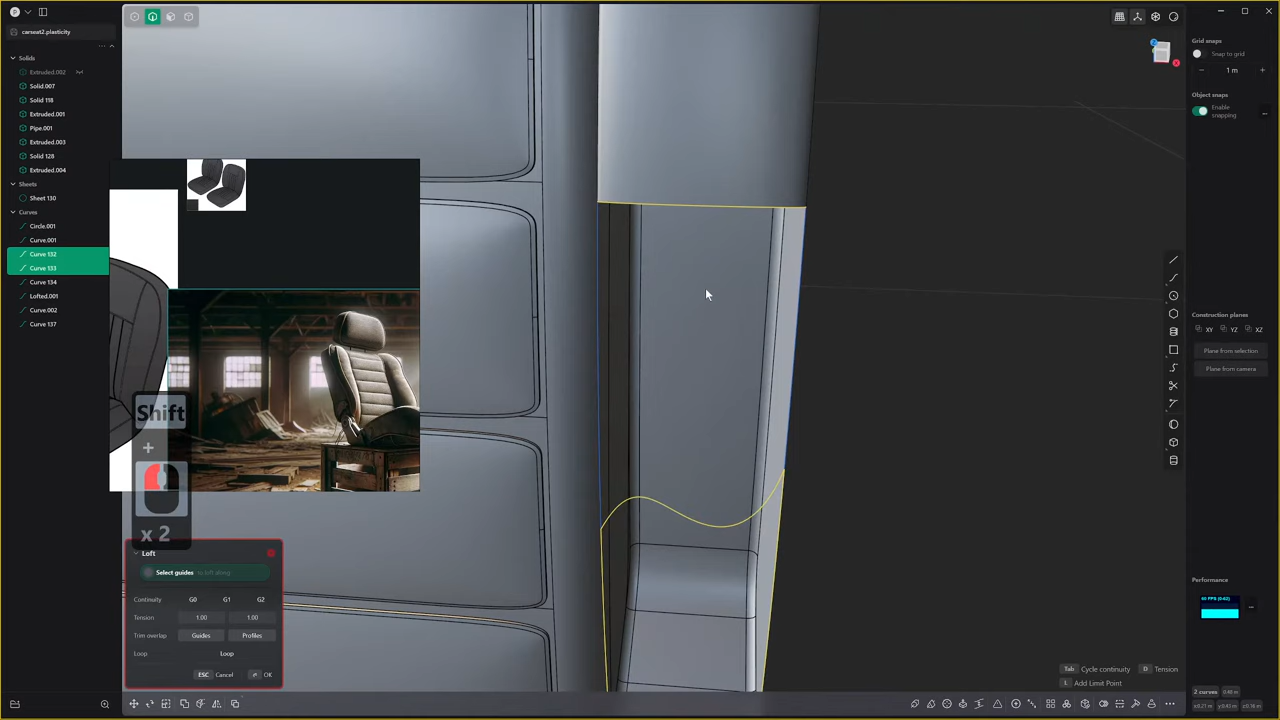 carseat2.plasticity
Solids
Extruded.002
Solid.007
Solid 118
Extruded.001
Pipe.001
Extruded.003
Solid 128
Extruded.004
Sheets
Sheet 130
Curves
Circle.001
Curve.001
Curve 132
Curve 133
Curve 134
Lofted.001
Curve.002
Curve 137
Shift
+
x 2
Loft
Select guides to loft along
Continuity G0 G1 G2
Tension 1.00 1.00
Trim overlap Guides Profiles
Loop Loop
ESC Cancel OK
Grid snaps
Snap to grid
− 1 m +
Object snaps
Enable
snapping
Construction planes
XY YZ XZ
Plane from selection
Plane from camera
Performance
Tab Cycle continuity D Tension
L Add Limit Point
2 curves